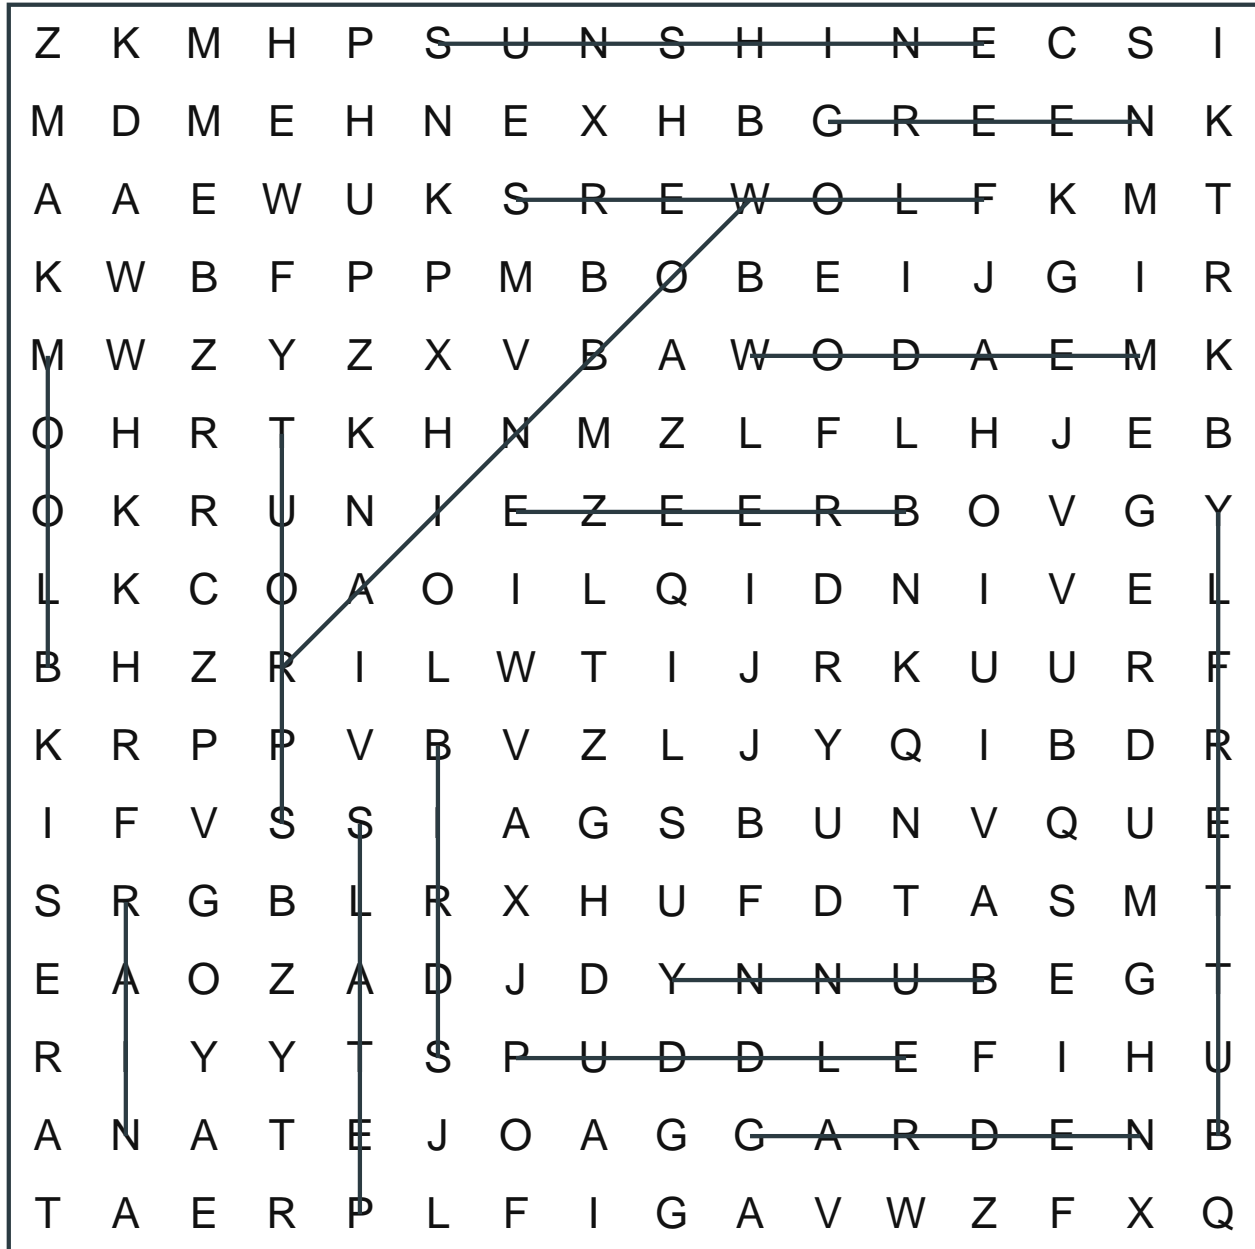 Z K M H P S U N S H I N E C S I
M D M E H N E X H B G R E E N K
A A E W U K S R E W O L F K M T
K W B F P P M B O B E I J G I R
M W Z Y Z X V B A W O D A E M K
O H R T K H N M Z L F L H J E B
O K R U N I E Z E E R B O V G Y
L K C O A O I L Q I D N I V E L
B H Z R I L W T I J R K U U R F
K R P P V B V Z L J Y Q I B D R
I F V S S I A G S B U N V Q U E
S R G B L R X H U F D T A S M T
E A O Z A D J D Y N N U B E G T
R I Y Y T S P U D D L E F I H U
A N A T E J O A G G A R D E N B
T A E R P L F I G A V W Z F X Q